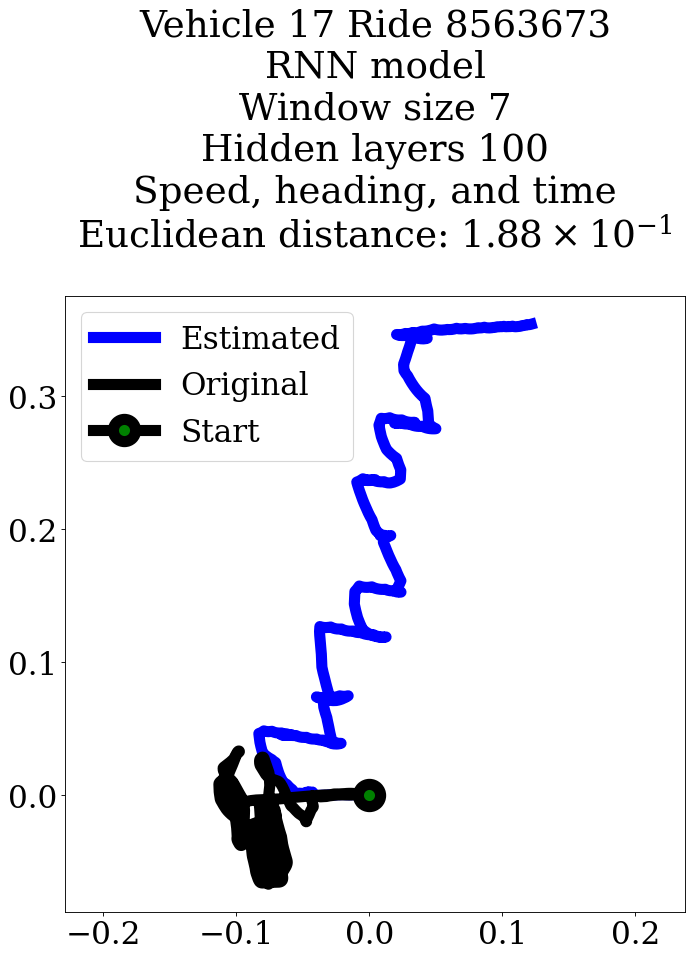 Vehicle 17 Ride 8563673
RNN model
Window size 7
Hidden layers 100
Speed, heading, and time
Euclidean distance: 1.88 × 10⁻¹
Estimated
Original
Start
0.3
0.2
0.1
0.0
−0.2 −0.1 0.0 0.1 0.2